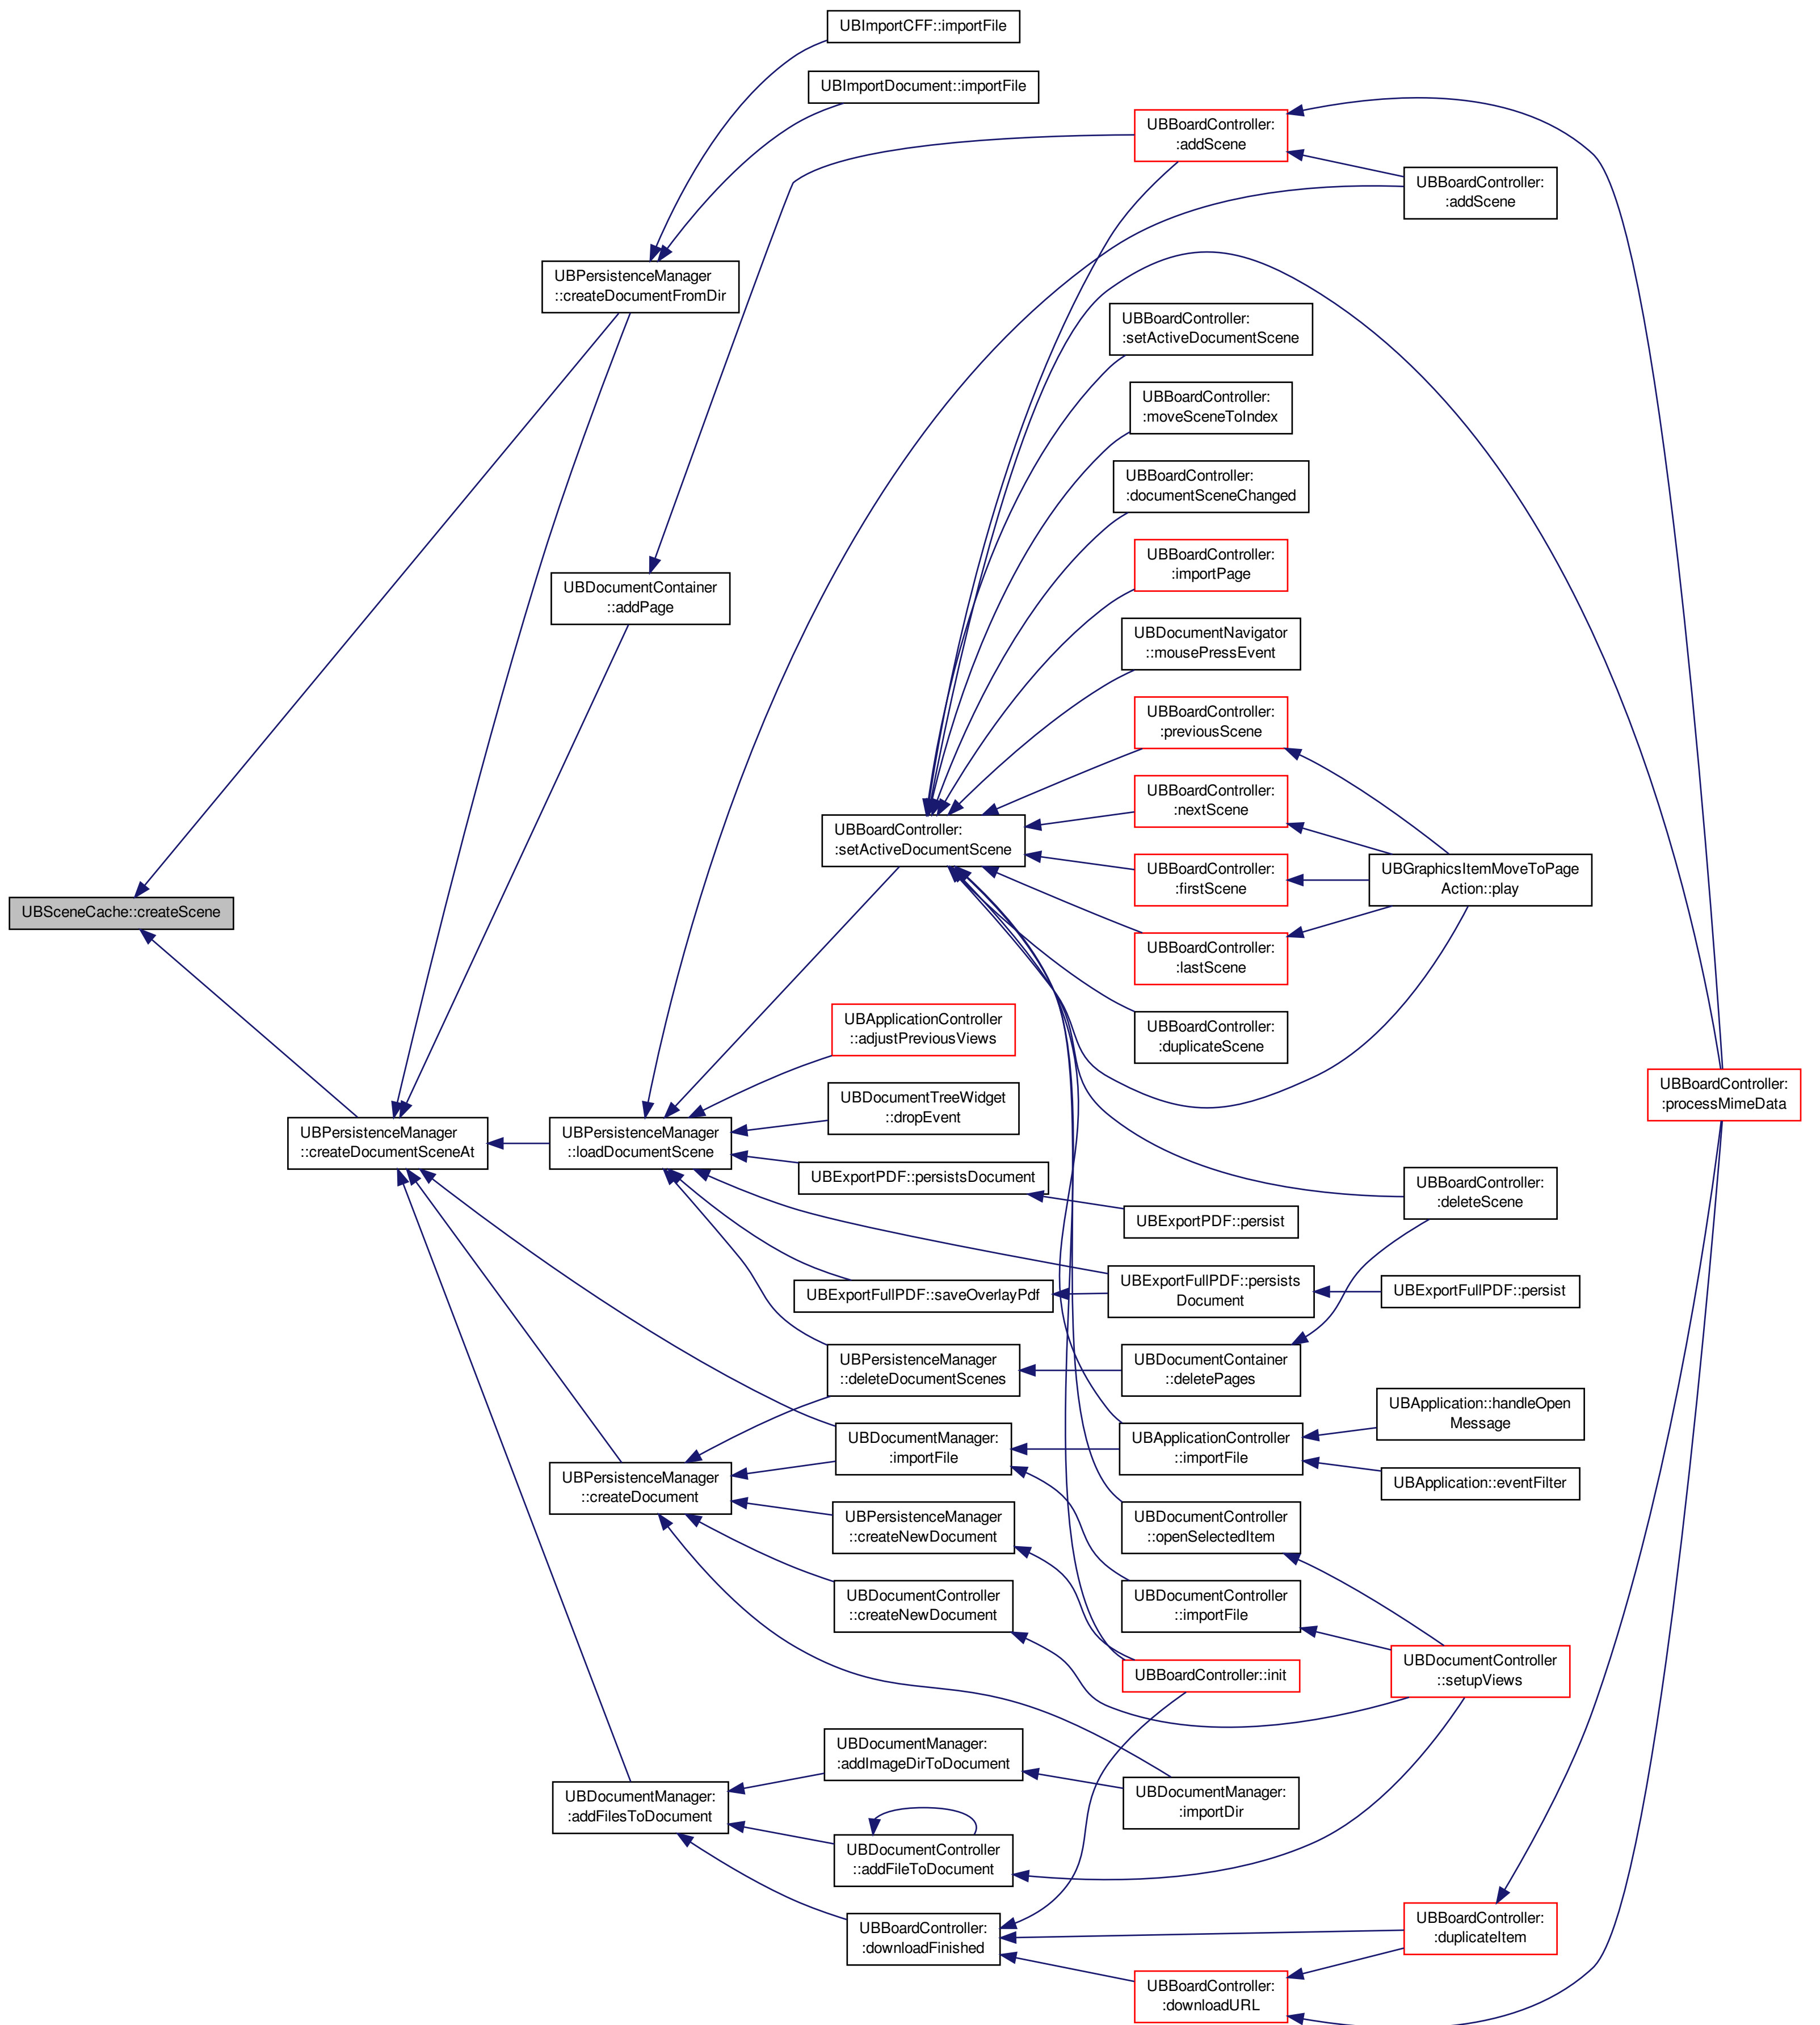 UBImportCFF::importFile
UBImportDocument::importFile
UBBoardController:
:addScene
UBBoardController:
:addScene
UBPersistenceManager
::createDocumentFromDir
UBBoardController:
:setActiveDocumentScene
UBBoardController:
:moveSceneToIndex
UBBoardController:
:documentSceneChanged
UBBoardController:
:importPage
UBDocumentContainer
::addPage
UBDocumentNavigator
::mousePressEvent
UBBoardController:
:previousScene
UBBoardController:
:nextScene
UBBoardController:
:setActiveDocumentScene
UBBoardController:
:firstScene
UBGraphicsItemMoveToPage
Action::play
UBSceneCache::createScene
UBBoardController:
:lastScene
UBApplicationController
::adjustPreviousViews
UBBoardController:
:duplicateScene
UBBoardController:
:processMimeData
UBDocumentTreeWidget
::dropEvent
UBPersistenceManager
::createDocumentSceneAt
UBPersistenceManager
::loadDocumentScene
UBExportPDF::persistsDocument
UBBoardController:
:deleteScene
UBExportPDF::persist
UBExportFullPDF::saveOverlayPdf
UBExportFullPDF::persists
Document
UBExportFullPDF::persist
UBPersistenceManager
::deleteDocumentScenes
UBDocumentContainer
::deletePages
UBApplication::handleOpen
Message
UBDocumentManager:
:importFile
UBApplicationController
::importFile
UBApplication::eventFilter
UBPersistenceManager
::createDocument
UBPersistenceManager
::createNewDocument
UBDocumentController
::openSelectedItem
UBDocumentController
::createNewDocument
UBDocumentController
::importFile
UBBoardController::init
UBDocumentController
::setupViews
UBDocumentManager:
:addImageDirToDocument
UBDocumentManager:
:addFilesToDocument
UBDocumentManager:
:importDir
UBDocumentController
::addFileToDocument
UBBoardController:
:downloadFinished
UBBoardController:
:duplicateItem
UBBoardController:
:downloadURL